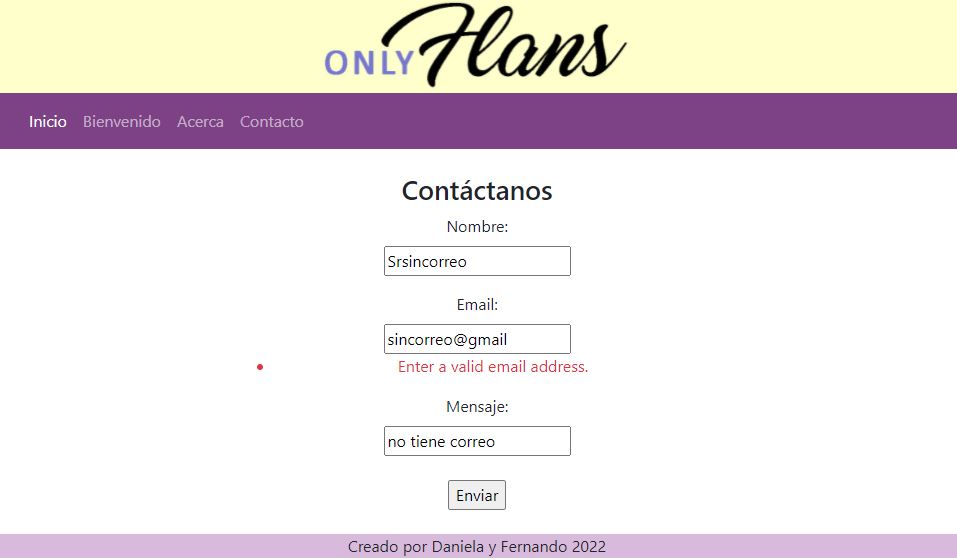 ONLY Flans
Inicio Bienvenido Acerca Contacto
Contáctanos
Nombre:
Srsincorreo
Email:
sincorreo@gmail
• Enter a valid email address.
Mensaje:
no tiene correo
Enviar
Creado por Daniela y Fernando 2022